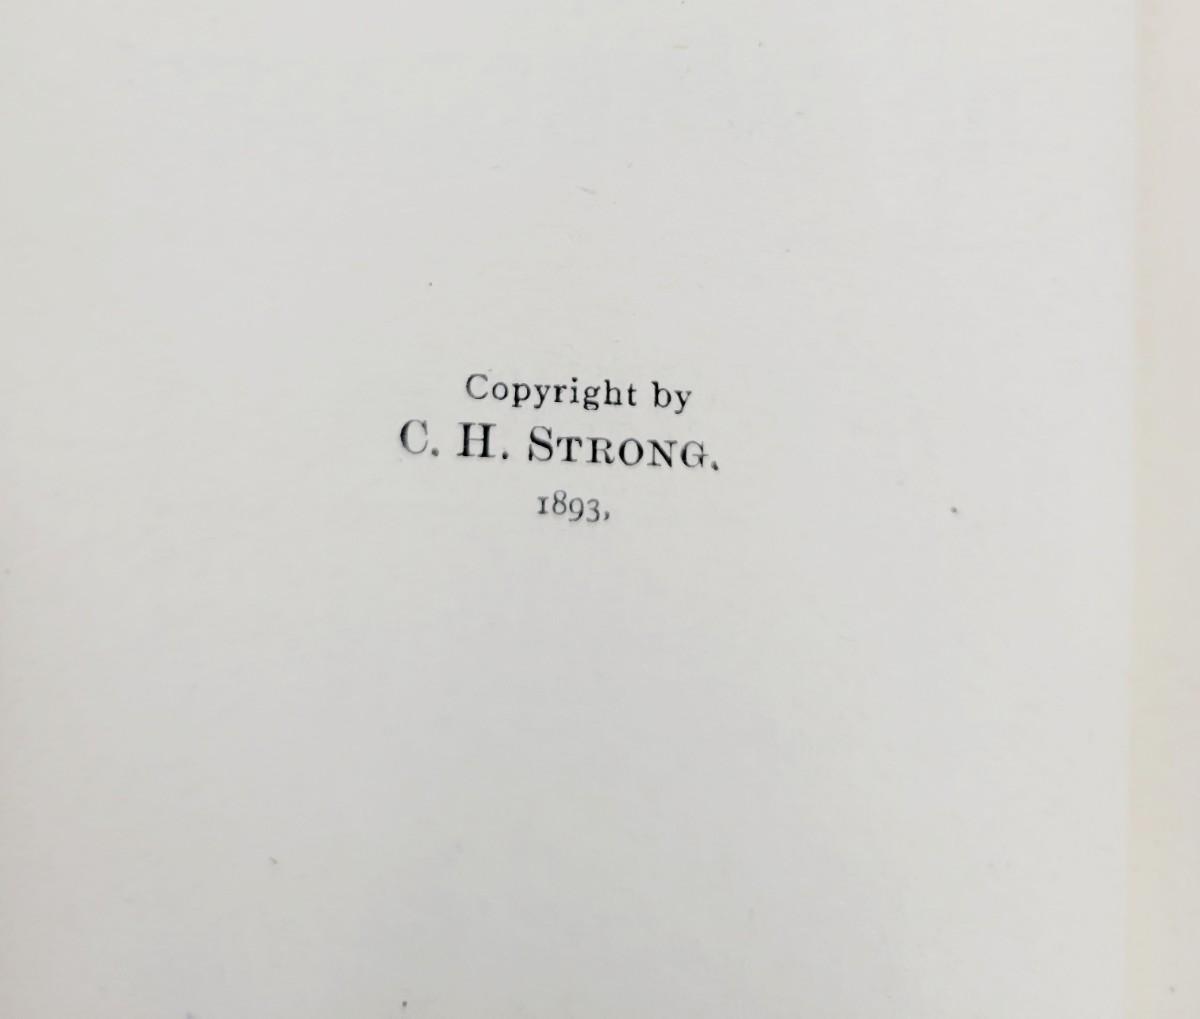 Copyright by
C. H. STRONG.
1893,